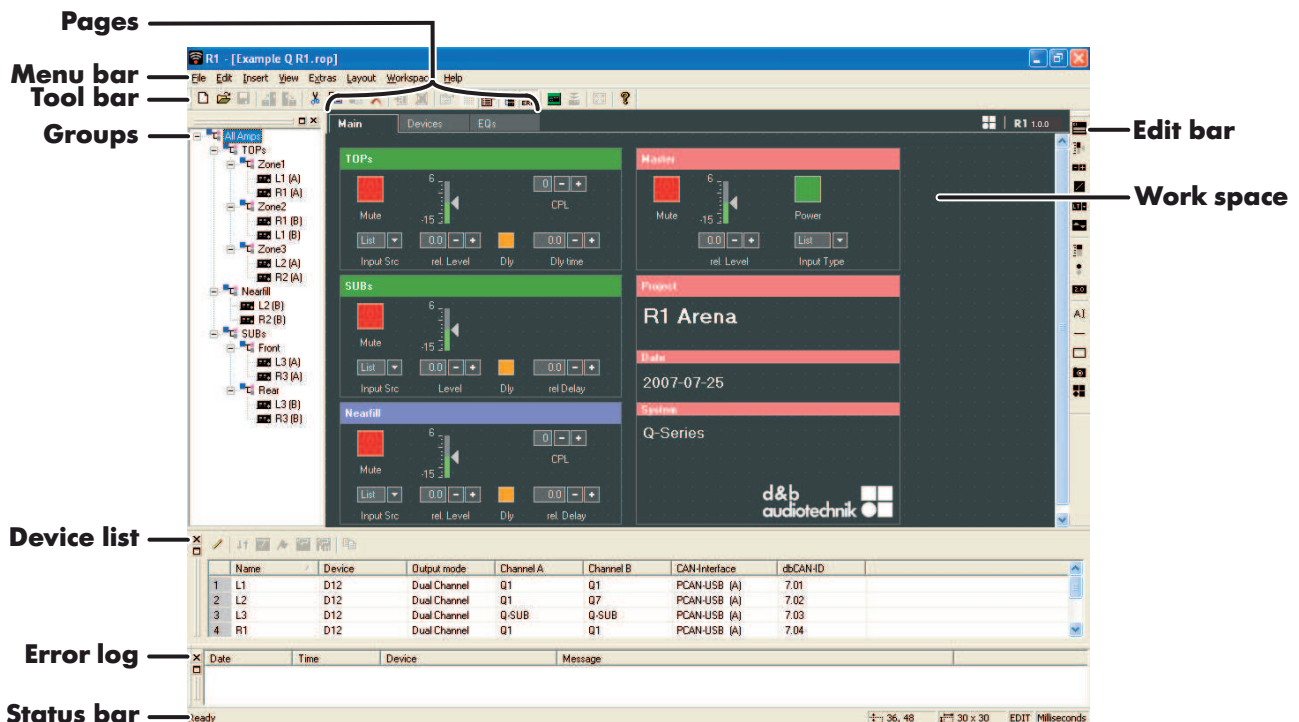 Pages
R1 - [Example Q R1.rop]
Menu bar
File Edit Insert View Extras Layout Workspace Help
Tool bar
Groups
Main Devices EQs R1 1.0.0
Edit bar
Work space
All Amps
TOPs
Zone1
L1 (A)
R1 (A)
Zone2
R1 (B)
L1 (B)
Zone3
L2 (A)
R2 (A)
Nearfill
L2 (B)
R2 (B)
SUBs
Front
L3 (A)
R3 (A)
Rear
L3 (B)
R3 (B)
TOPs
6
-15
Mute
0 - +
CPL
List 0.0 - + 0.0 - +
Input Src rel. Level Dly Dly time
SUBs
6
-15
Mute
List 0.0 - + 0.0 - +
Input Src Level Dly rel Delay
Nearfill
6
-15
Mute
0 - +
CPL
List 0.0 - + 0.0 - +
Input Src rel. Level Dly rel. Delay
Master
6
-15
Mute
Power
0.0 - + List
rel. Level Input Type
Project
R1 Arena
Date
2007-07-25
System
Q-Series
d&b
audiotechnik
LT
2.0
AI
Device list
Name Device Output mode Channel A Channel B CAN-Interface dbCAN-ID
1 L1 D12 Dual Channel Q1 Q1 PCAN-USB (A) 7.01
2 L2 D12 Dual Channel Q1 Q7 PCAN-USB (A) 7.02
3 L3 D12 Dual Channel Q-SUB Q-SUB PCAN-USB (A) 7.03
4 R1 D12 Dual Channel Q1 Q1 PCAN-USB (A) 7.04
Error log
Date Time Device Message
Status bar
Ready 36, 48 30 x 30 EDIT Milliseconds